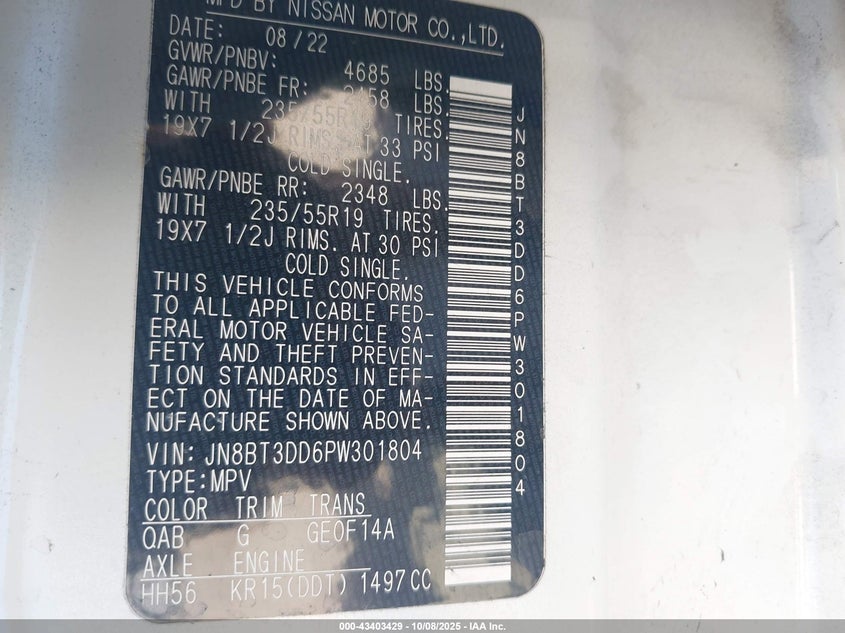 MFD BY NISSAN MOTOR CO.,LTD.
DATE: 08/22
GVWR/PNBV: 4685 LBS.
GAWR/PNBE FR: 2458 LBS.
WITH 235/55R19 TIRES.
19X7 1/2J RIMS. AT 33 PSI
COLD SINGLE.
GAWR/PNBE RR: 2348 LBS.
WITH 235/55R19 TIRES.
19X7 1/2J RIMS. AT 30 PSI
COLD SINGLE.
THIS VEHICLE CONFORMS
TO ALL APPLICABLE FED-
ERAL MOTOR VEHICLE SA-
FETY AND THEFT PREVEN-
TION STANDARDS IN EFF-
ECT ON THE DATE OF MA-
NUFACTURE SHOWN ABOVE.
VIN: JN8BT3DD6PW301804
TYPE:MPV
COLOR TRIM TRANS
QAB G GE0F14A
AXLE ENGINE
HH56 KR15(DDT) 1497CC
JN8BT3DD6PW301804
000-43403429 - 10/08/2025 - IAA Inc.